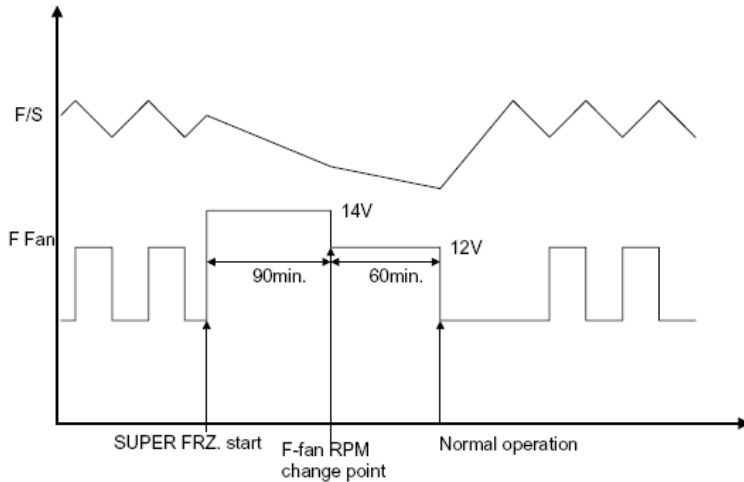 F/S
F Fan
14V
12V
90min.
60min.
SUPER FRZ. start
F-fan RPM
change point
Normal operation